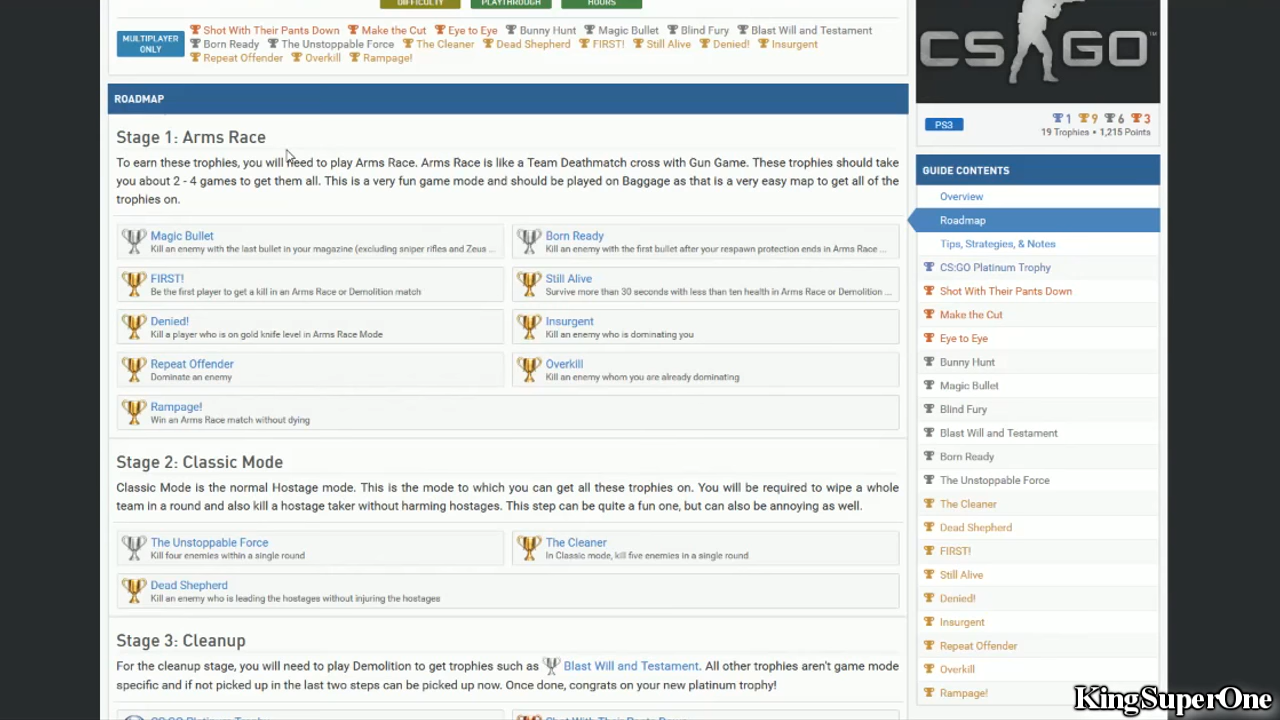 DIFFICULTY PLAYTHROUGH HOURS
MULTIPLAYER ONLY
Shot With Their Pants Down Make the Cut Eye to Eye Bunny Hunt Magic Bullet Blind Fury Blast Will and Testament
Born Ready The Unstoppable Force The Cleaner Dead Shepherd FIRST! Still Alive Denied! Insurgent
Repeat Offender Overkill Rampage!
ROADMAP
Stage 1: Arms Race
To earn these trophies, you will need to play Arms Race. Arms Race is like a Team Deathmatch cross with Gun Game. These trophies should take
you about 2 - 4 games to get them all. This is a very fun game mode and should be played on Baggage as that is a very easy map to get all of the
trophies on.
Magic Bullet
Kill an enemy with the last bullet in your magazine (excluding sniper rifles and Zeus ...
Born Ready
Kill an enemy with the first bullet after your respawn protection ends in Arms Race ...
FIRST!
Be the first player to get a kill in an Arms Race or Demolition match
Still Alive
Survive more than 30 seconds with less than ten health in Arms Race or Demolition ...
Denied!
Kill a player who is on gold knife level in Arms Race Mode
Insurgent
Kill an enemy who is dominating you
Repeat Offender
Dominate an enemy
Overkill
Kill an enemy whom you are already dominating
Rampage!
Win an Arms Race match without dying
Stage 2: Classic Mode
Classic Mode is the normal Hostage mode. This is the mode to which you can get all these trophies on. You will be required to wipe a whole
team in a round and also kill a hostage taker without harming hostages. This step can be quite a fun one, but can also be annoying as well.
The Unstoppable Force
Kill four enemies within a single round
The Cleaner
In Classic mode, kill five enemies in a single round
Dead Shepherd
Kill an enemy who is leading the hostages without injuring the hostages
Stage 3: Cleanup
For the cleanup stage, you will need to play Demolition to get trophies such as Blast Will and Testament. All other trophies aren't game mode
specific and if not picked up in the last two steps can be picked up now. Once done, congrats on your new platinum trophy!
CS:GO Platinum Trophy Shot With Their Pants Down
CS GO
PS3
1 9 6 3
19 Trophies • 1,215 Points
GUIDE CONTENTS
Overview
Roadmap
Tips, Strategies, & Notes
CS:GO Platinum Trophy
Shot With Their Pants Down
Make the Cut
Eye to Eye
Bunny Hunt
Magic Bullet
Blind Fury
Blast Will and Testament
Born Ready
The Unstoppable Force
The Cleaner
Dead Shepherd
FIRST!
Still Alive
Denied!
Insurgent
Repeat Offender
Overkill
Rampage!
KingSuperOne